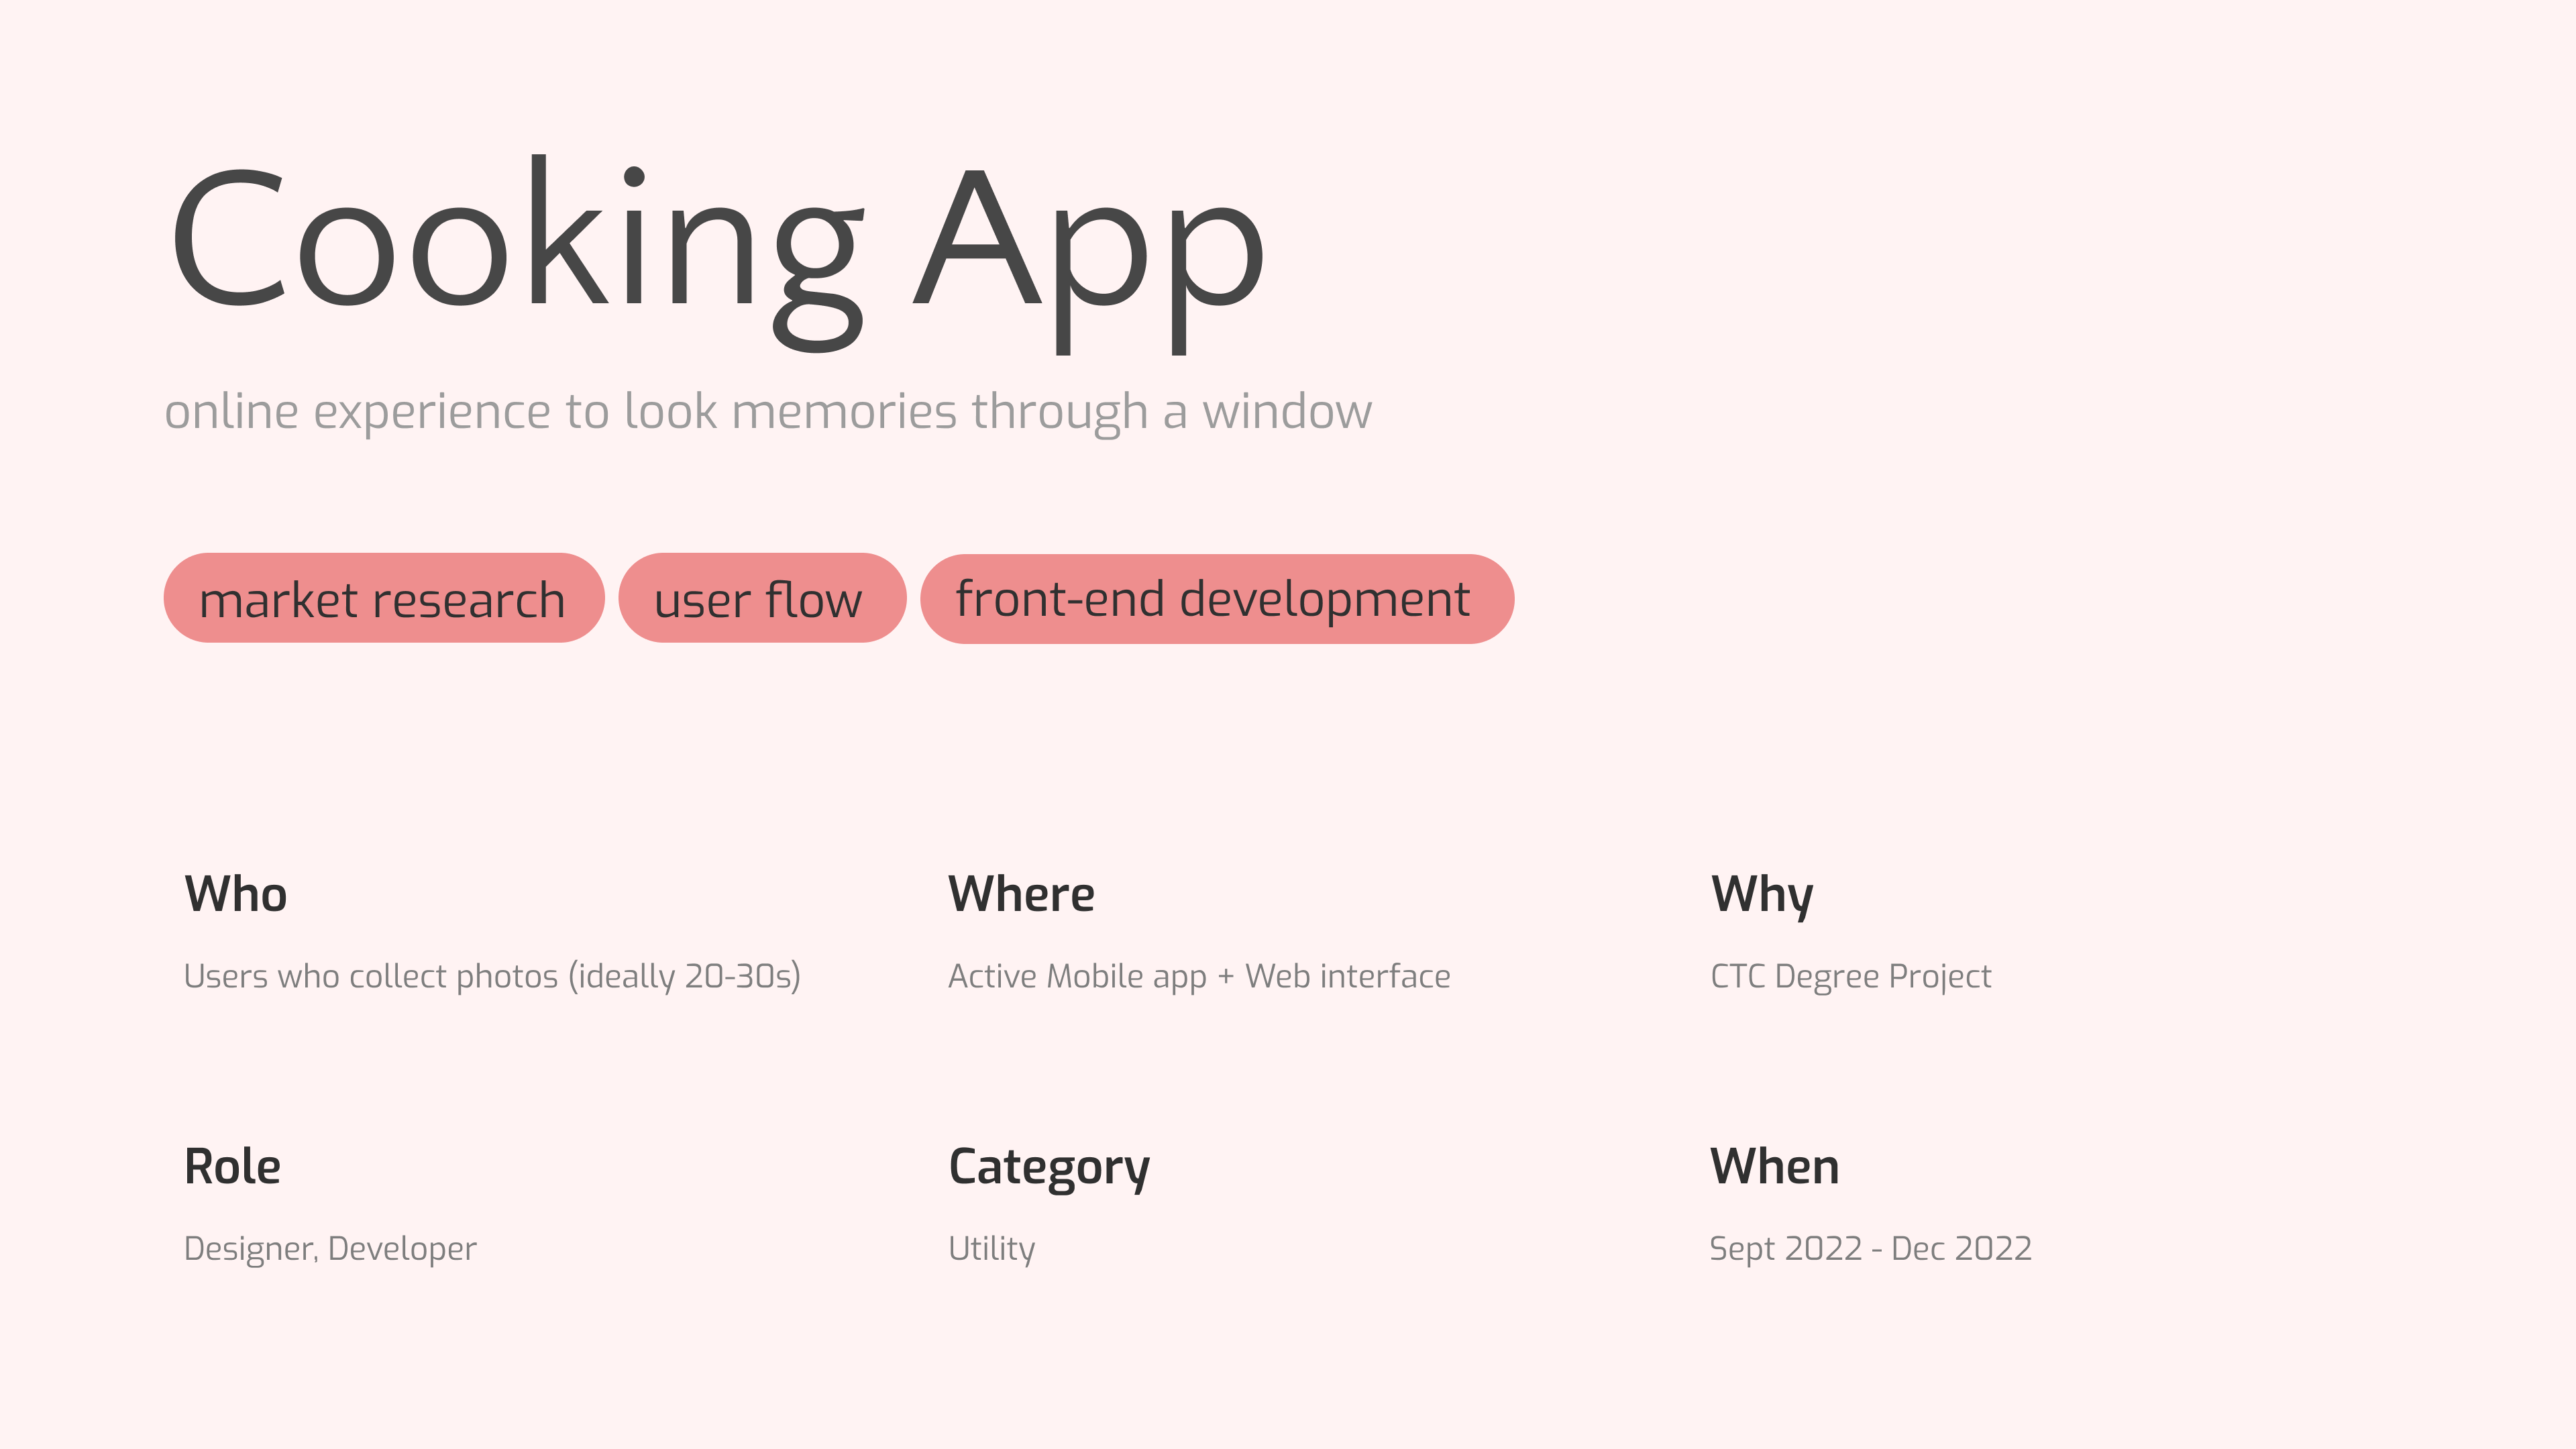 Cooking App
online experience to look memories through a window
market research user flow front-end development
Who Where Why
Users who collect photos (ideally 20-30s) Active Mobile app + Web interface CTC Degree Project
Role Category When
Designer, Developer Utility Sept 2022 - Dec 2022